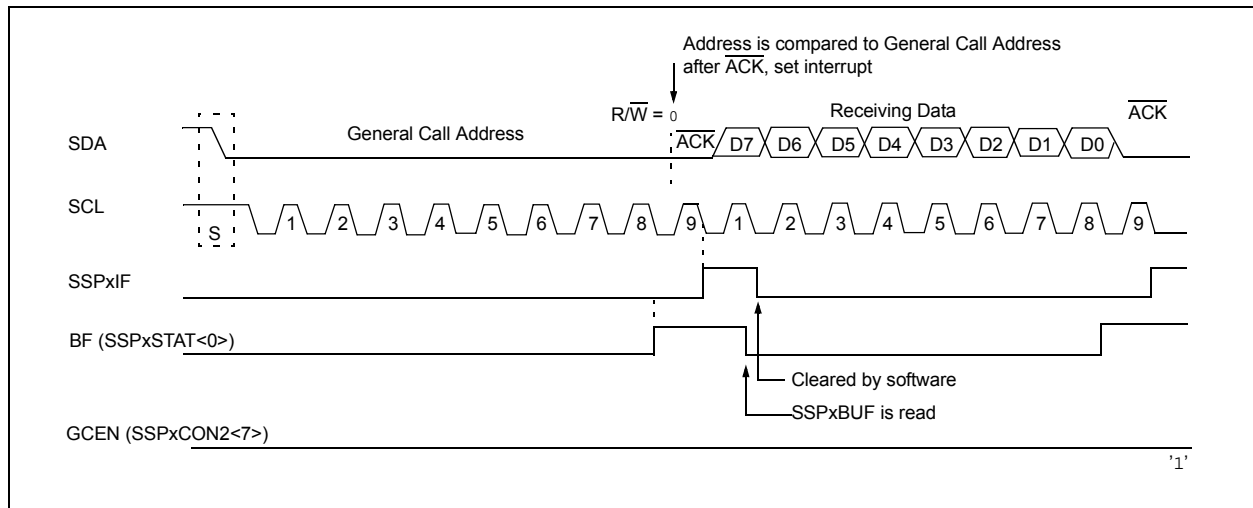 Address is compared to General Call Address
after ACK, set interrupt
R/W = 0
General Call Address
Receiving Data
ACK
SDA
ACK
D7 D6 D5 D4 D3 D2 D1 D0
SCL
S
1 2 3 4 5 6 7 8 9 1 2 3 4 5 6 7 8 9
SSPxIF
BF (SSPxSTAT<0>)
Cleared by software
SSPxBUF is read
GCEN (SSPxCON2<7>)
'1'